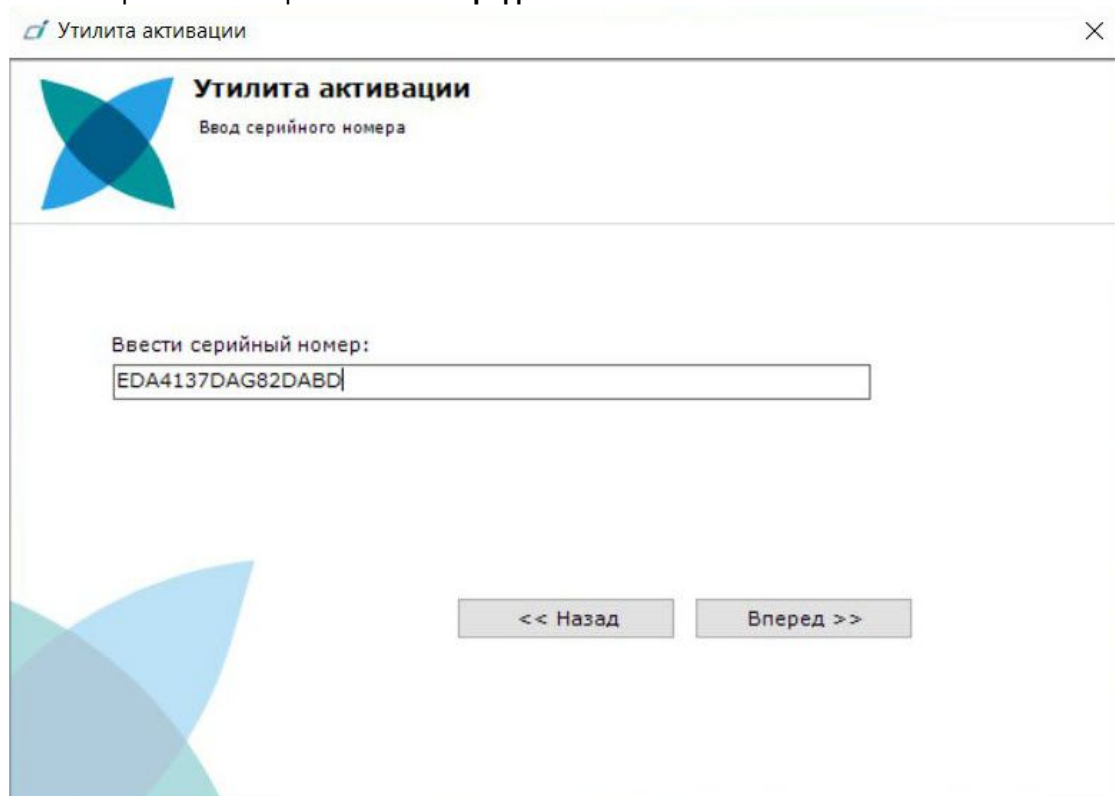 Утилита активации
Утилита активации
Ввод серийного номера
Ввести серийный номер:
EDA4137DAG82DABD
<< Назад
Вперед >>